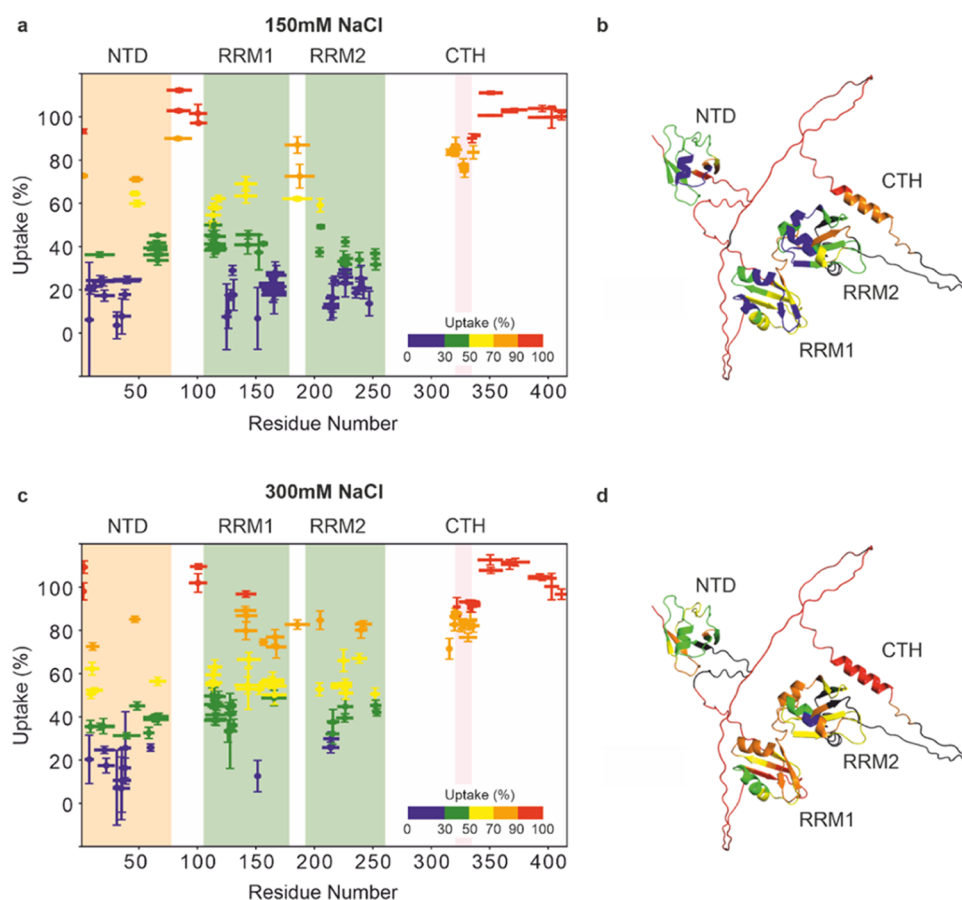 a
150mM NaCl
b
NTD
RRM1
RRM2
CTH
100
80
60
40
20
0
Uptake (%)
Uptake (%)
0 30 50 70 90 100
50 100 150 200 250 300 350 400
Residue Number
NTD
CTH
RRM2
RRM1
c
300mM NaCl
d
NTD
RRM1
RRM2
CTH
100
80
60
40
20
0
Uptake (%)
Uptake (%)
0 30 50 70 90 100
50 100 150 200 250 300 350 400
Residue Number
NTD
CTH
RRM2
RRM1